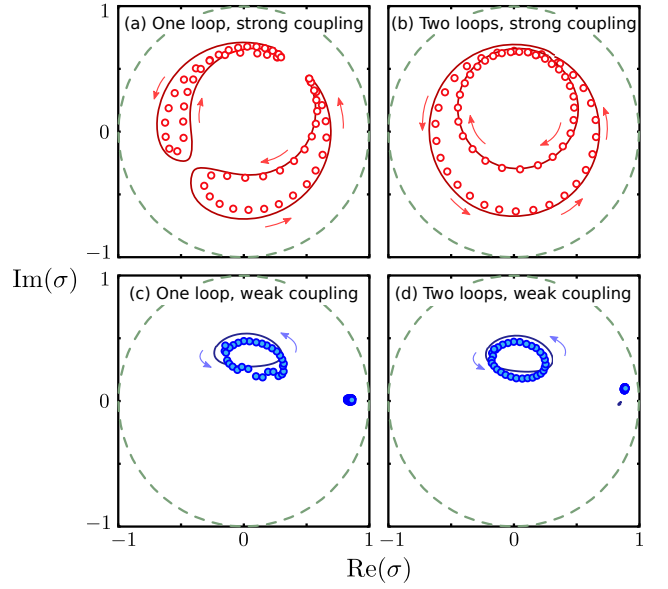 (a) One loop, strong coupling
(b) Two loops, strong coupling
1
0
−1
Im(σ)
(c) One loop, weak coupling
(d) Two loops, weak coupling
1
0
−1
−1
0
1
−1
0
1
Re(σ)